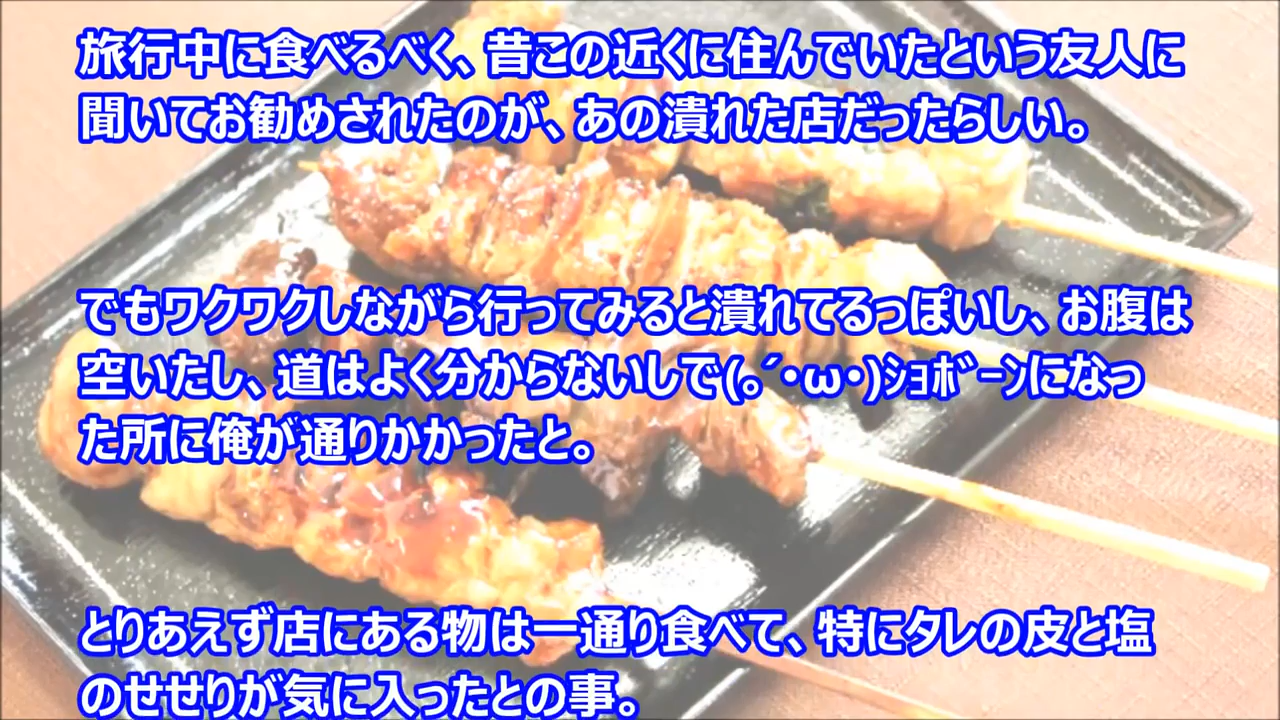 旅行中に食べるべく、昔この近くに住んでいたという友人に
聞いてお勧めされたのが、あの潰れた店だったらしい。
でもワクワクしながら行ってみると潰れてるっぽいし、お腹は
空いたし、道はよく分からないしで(｡´･ω･)ｼｮﾎﾞｰﾝになっ
た所に俺が通りかかったと。
とりあえず店にある物は一通り食べて、特にタレの皮と塩
のせせりが気に入ったとの事。